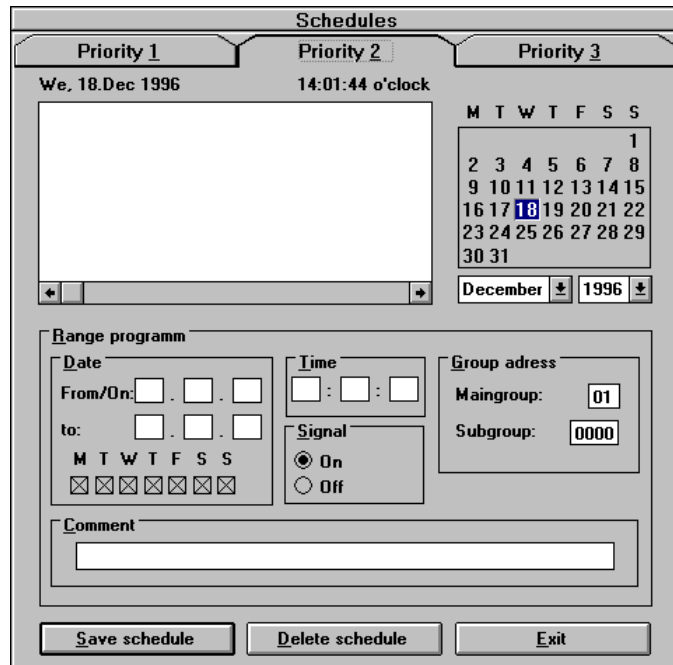 Schedules
Priority 1 Priority 2 Priority 3
We, 18.Dec 1996 14:01:44 o'clock
M T W T F S S
1
2 3 4 5 6 7 8
9 10 11 12 13 14 15
16 17 18 19 20 21 22
23 24 25 26 27 28 29
30 31
December 1996
Range programm
Date
From/On: . .
to: . .
M T W T F S S
Time
: :
Signal
On
Off
Group adress
Maingroup: 01
Subgroup: 0000
Comment
Save schedule Delete schedule Exit